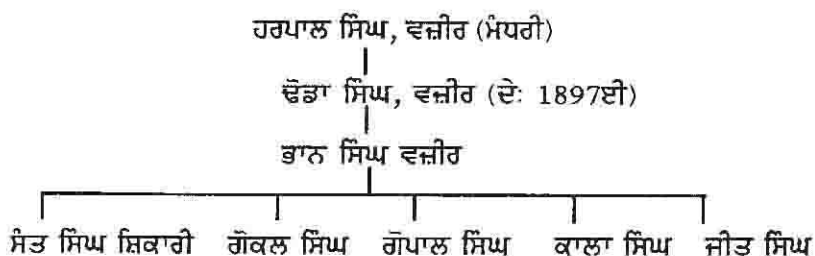 ਹਰਪਾਲ ਸਿੰਘ, ਵਜ਼ੀਰ (ਮੰਧਰੀ)
ਢੋਡਾ ਸਿੰਘ, ਵਜ਼ੀਰ (ਦੇਃ 1897ਈ)
ਭਾਨ ਸਿੰਘ ਵਜ਼ੀਰ
ਸੰਤ ਸਿੰਘ ਸ਼ਿਕਾਰੀ ਗੋਕਲ ਸਿੰਘ ਗੋਪਾਲ ਸਿੰਘ ਕਾਲਾ ਸਿੰਘ ਜੀਤ ਸਿੰਘ